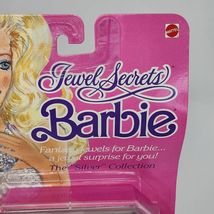 MATTEL
Jewel Secrets
Barbie
Fantasy jewels for Barbie...
a jewel surprise for you!
The "Silver" Collection